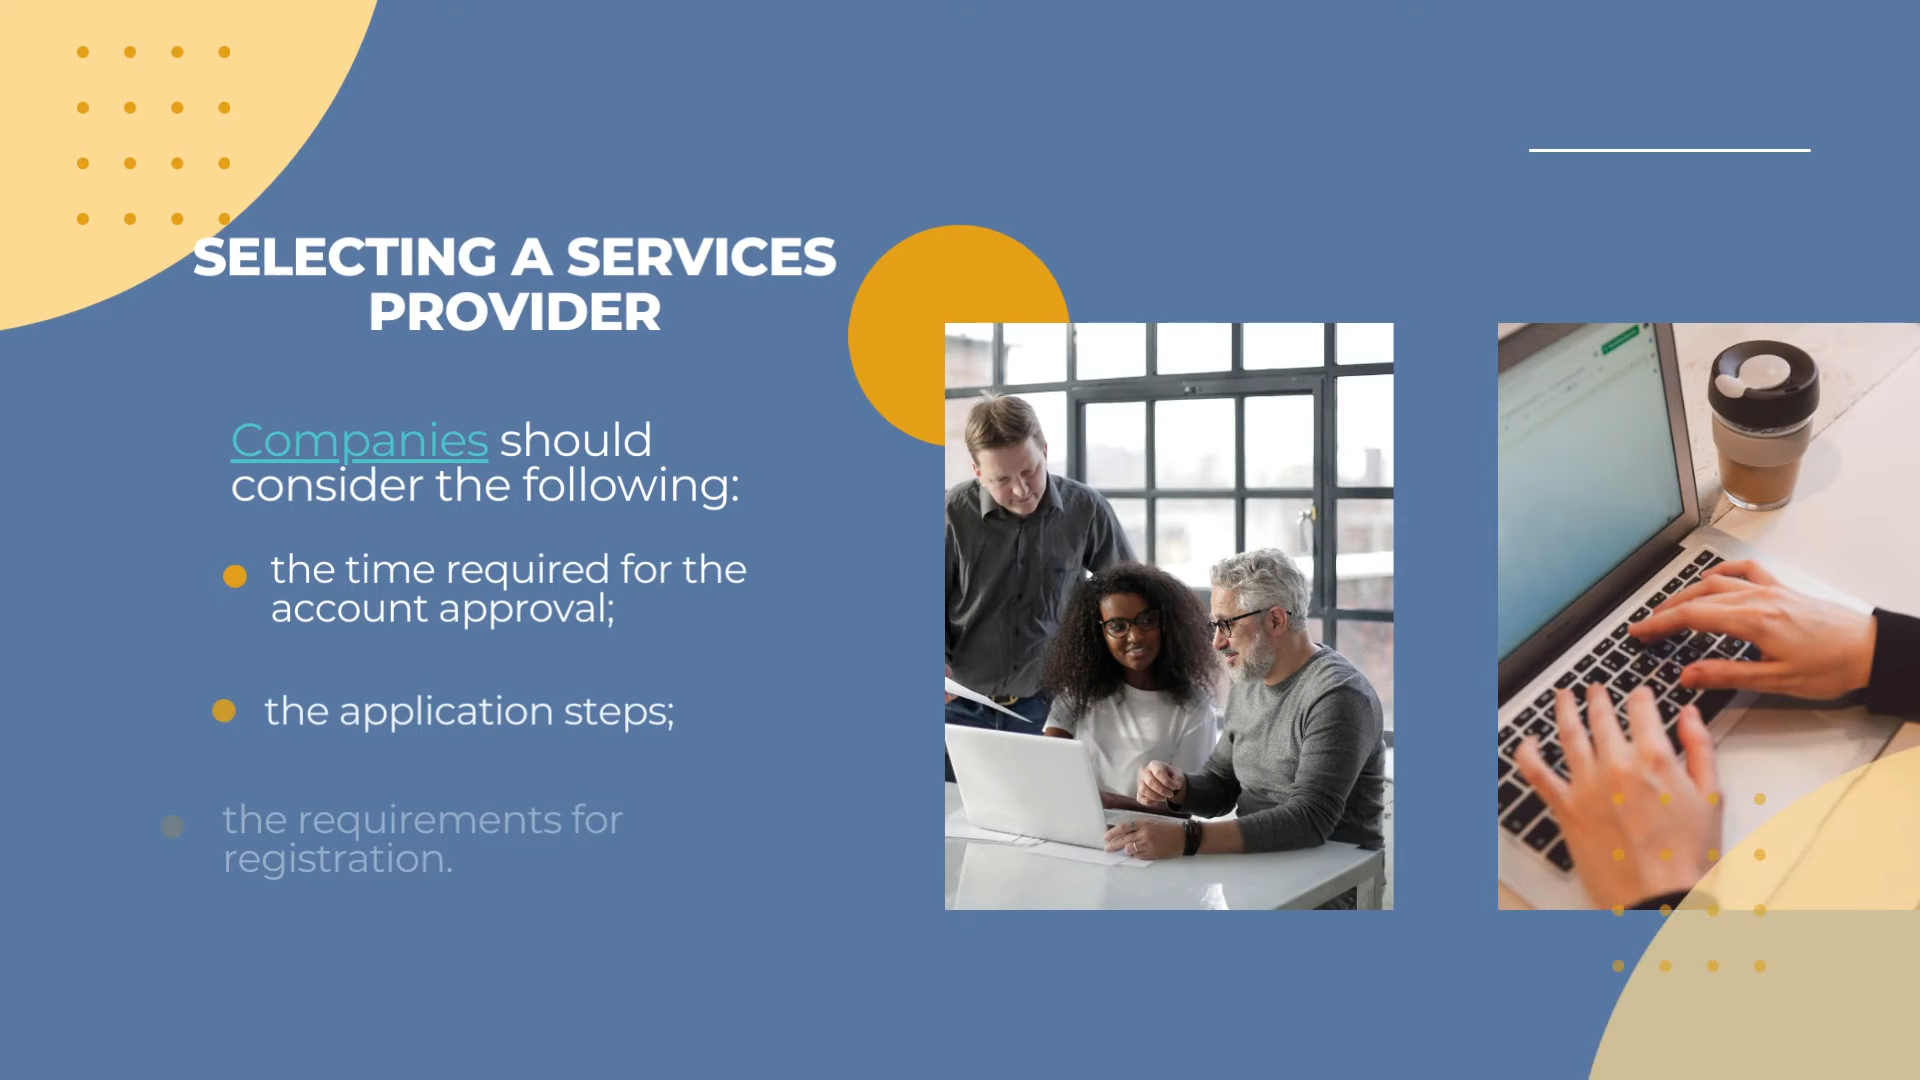 SELECTING A SERVICES
PROVIDER
Companies should
consider the following:
the time required for the
account approval;
the application steps;
the requirements for
registration.